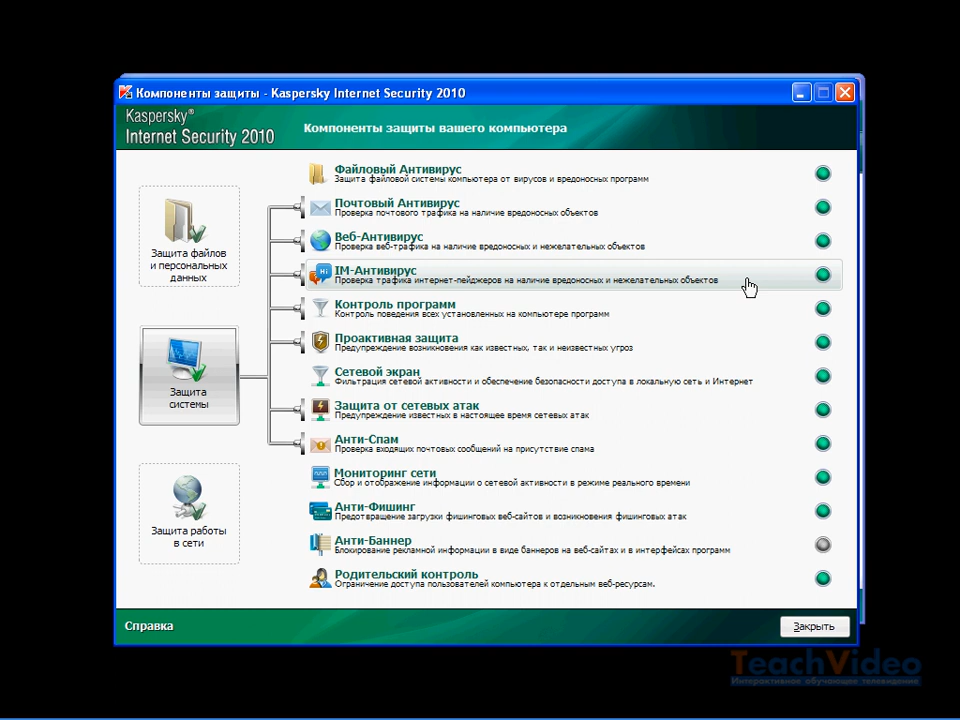 Компоненты защиты - Kaspersky Internet Security 2010
Kaspersky®
Internet Security 2010
Компоненты защиты вашего компьютера
Защита файлов
и персональных
данных
Защита
системы
Защита работы
в сети
Файловый Антивирус
Защита файловой системы компьютера от вирусов и вредоносных программ
Почтовый Антивирус
Проверка почтового трафика на наличие вредоносных объектов
Веб-Антивирус
Проверка веб-трафика на наличие вредоносных и нежелательных объектов
IM-Антивирус
Проверка трафика интернет-пейджеров на наличие вредоносных и нежелательных объектов
Контроль программ
Контроль поведения всех установленных на компьютере программ
Проактивная защита
Предупреждение возникновения как известных, так и неизвестных угроз
Сетевой экран
Фильтрация сетевой активности и обеспечение безопасности доступа в локальную сеть и Интернет
Защита от сетевых атак
Предупреждение известных в настоящее время сетевых атак
Анти-Спам
Проверка входящих почтовых сообщений на присутствие спама
Мониторинг сети
Сбор и отображение информации о сетевой активности в режиме реального времени
Анти-Фишинг
Предотвращение загрузки фишинговых веб-сайтов и возникновения фишинговых атак
Анти-Баннер
Блокирование рекламной информации в виде баннеров на веб-сайтах и в интерфейсах программ
Родительский контроль
Ограничение доступа пользователей компьютера к отдельным веб-ресурсам.
Справка
Закрыть
TeachVideo
Интерактивное обучающее телевидение